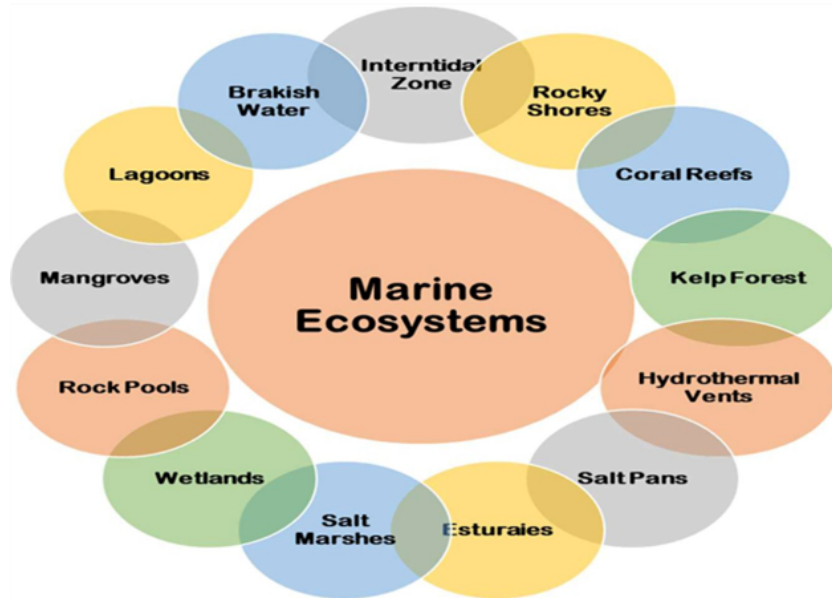 Interntidal
Zone
Rocky
Shores
Coral Reefs
Kelp Forest
Hydrothermal
Vents
Salt Pans
Esturaies
Salt
Marshes
Wetlands
Rock Pools
Mangroves
Lagoons
Brakish
Water
Marine
Ecosystems